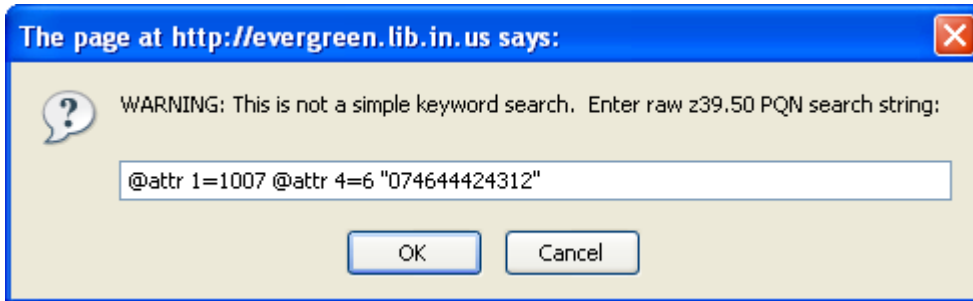 The page at http://evergreen.lib.in.us says:
WARNING: This is not a simple keyword search.  Enter raw z39.50 PQN search string:
@attr 1=1007 @attr 4=6 "074644424312"
OK Cancel